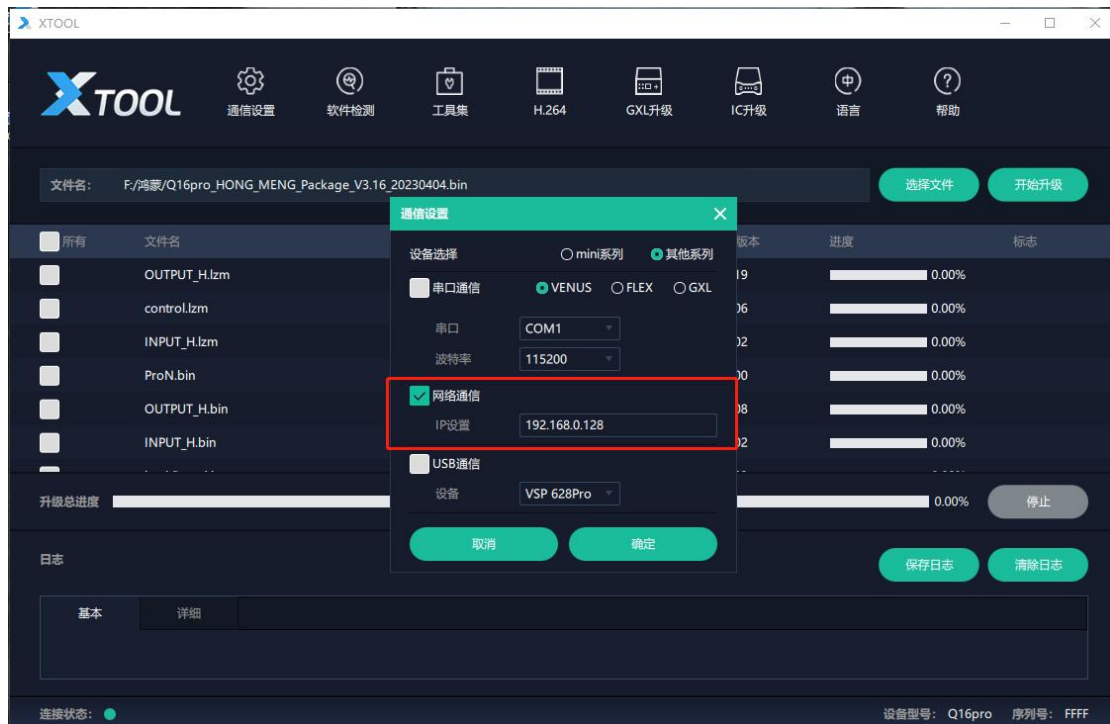 XTOOL
XTOOL
通信设置 软件检测 工具集 H.264 GXL升级 IC升级 语言 帮助
文件名: F:/鸿蒙/Q16pro_HONG_MENG_Package_V3.16_20230404.bin 选择文件 开始升级
通信设置
所有 文件名 版本 进度 标志
设备选择 mini系列 其他系列
OUTPUT_H.lzm 19 0.00%
串口通信 VENUS FLEX GXL
control.lzm 06 0.00%
串口 COM1
INPUT_H.lzm 02 0.00%
波特率 115200
ProN.bin 00 0.00%
网络通信
OUTPUT_H.bin 08 0.00%
IP设置 192.168.0.128
INPUT_H.bin 02 0.00%
USB通信
设备 VSP 628Pro
升级总进度 0.00% 停止
取消 确定
日志 保存日志 清除日志
基本 详细
连接状态: 设备型号: Q16pro 序列号: FFFF